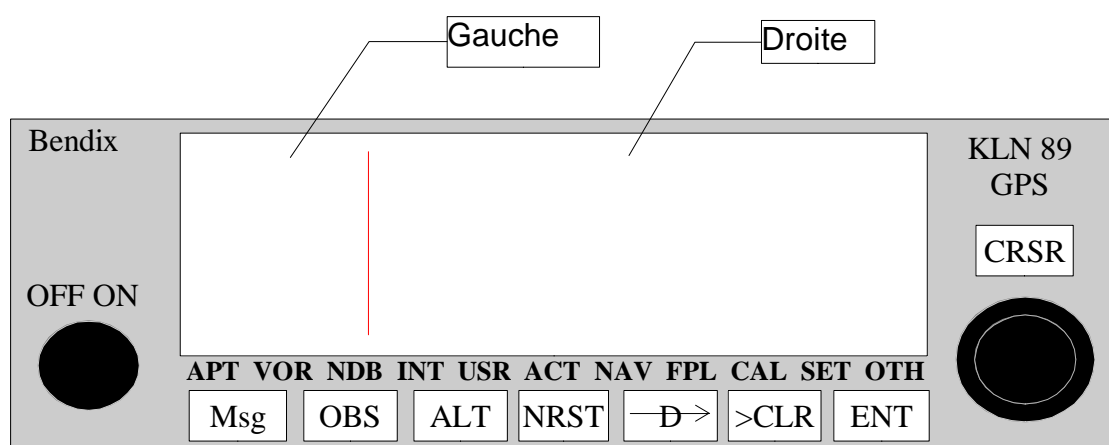 Gauche
Droite
Bendix
KLN 89
GPS
CRSR
OFF ON
APT VOR NDB INT USR ACT NAV FPL CAL SET OTH
Msg OBS ALT NRST D >CLR ENT